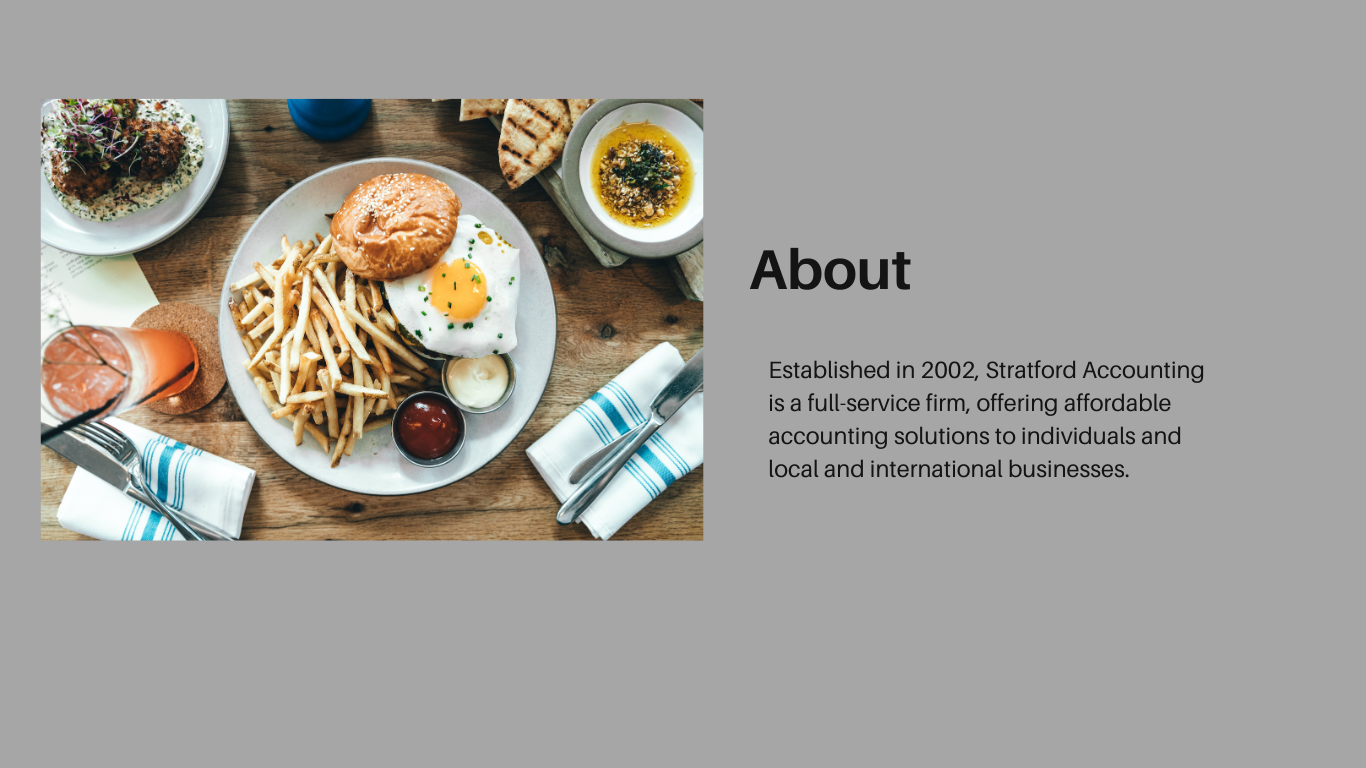 About
Established in 2002, Stratford Accounting
is a full-service firm, offering affordable
accounting solutions to individuals and
local and international businesses.